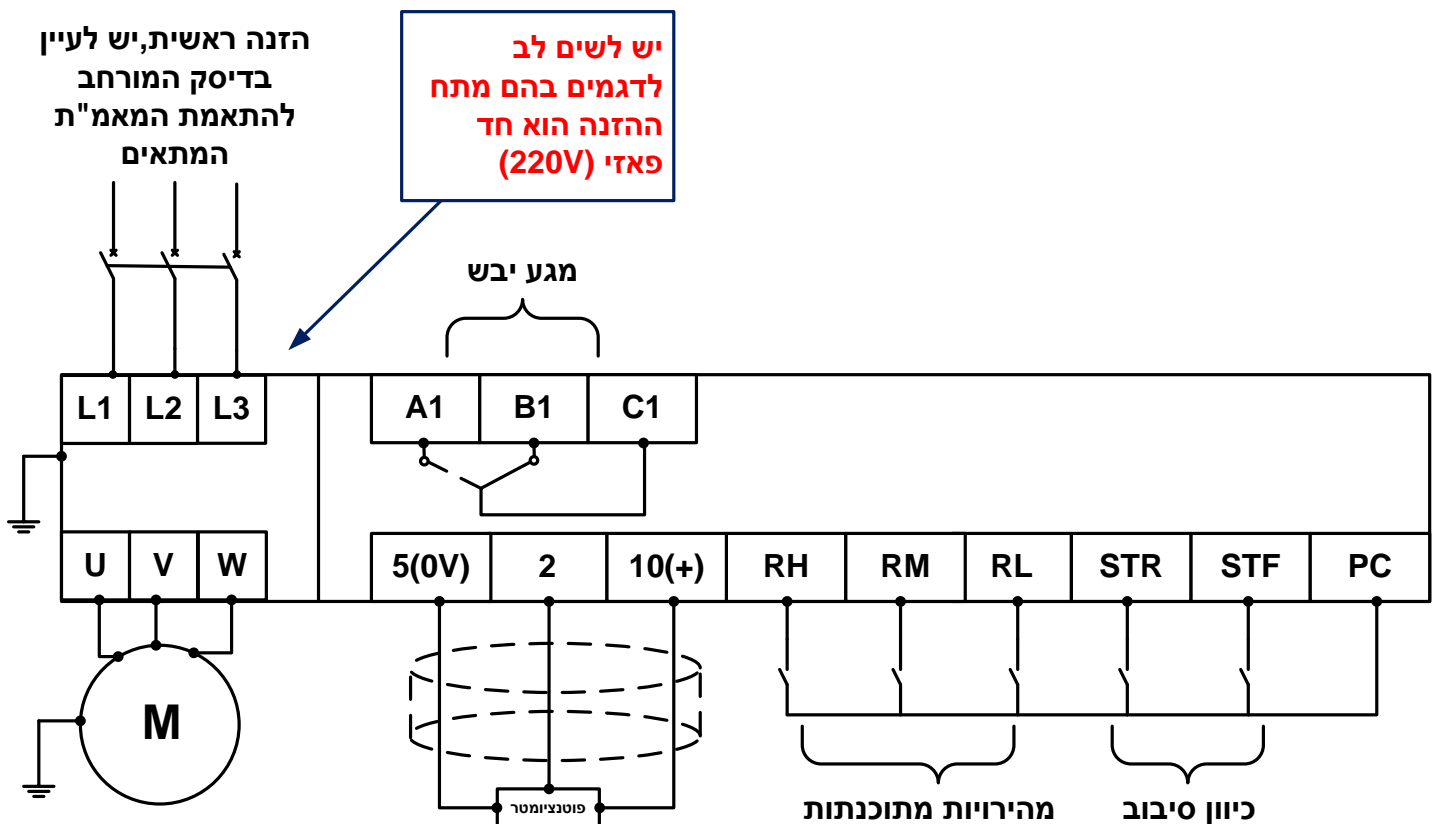 הזנה ראשית,יש לעיין
בדיסק המורחב
להתאמת המאמ"ת
המתאים
יש לשים לב
לדגמים בהם מתח
ההזנה הוא חד
פאזי (220V)
מגע יבש
L1 L2 L3
A1 B1 C1
U V W
5(0V) 2 10(+) RH RM RL STR STF PC
M
פוטנציומטר
מהירויות מתוכנתות
כיוון סיבוב